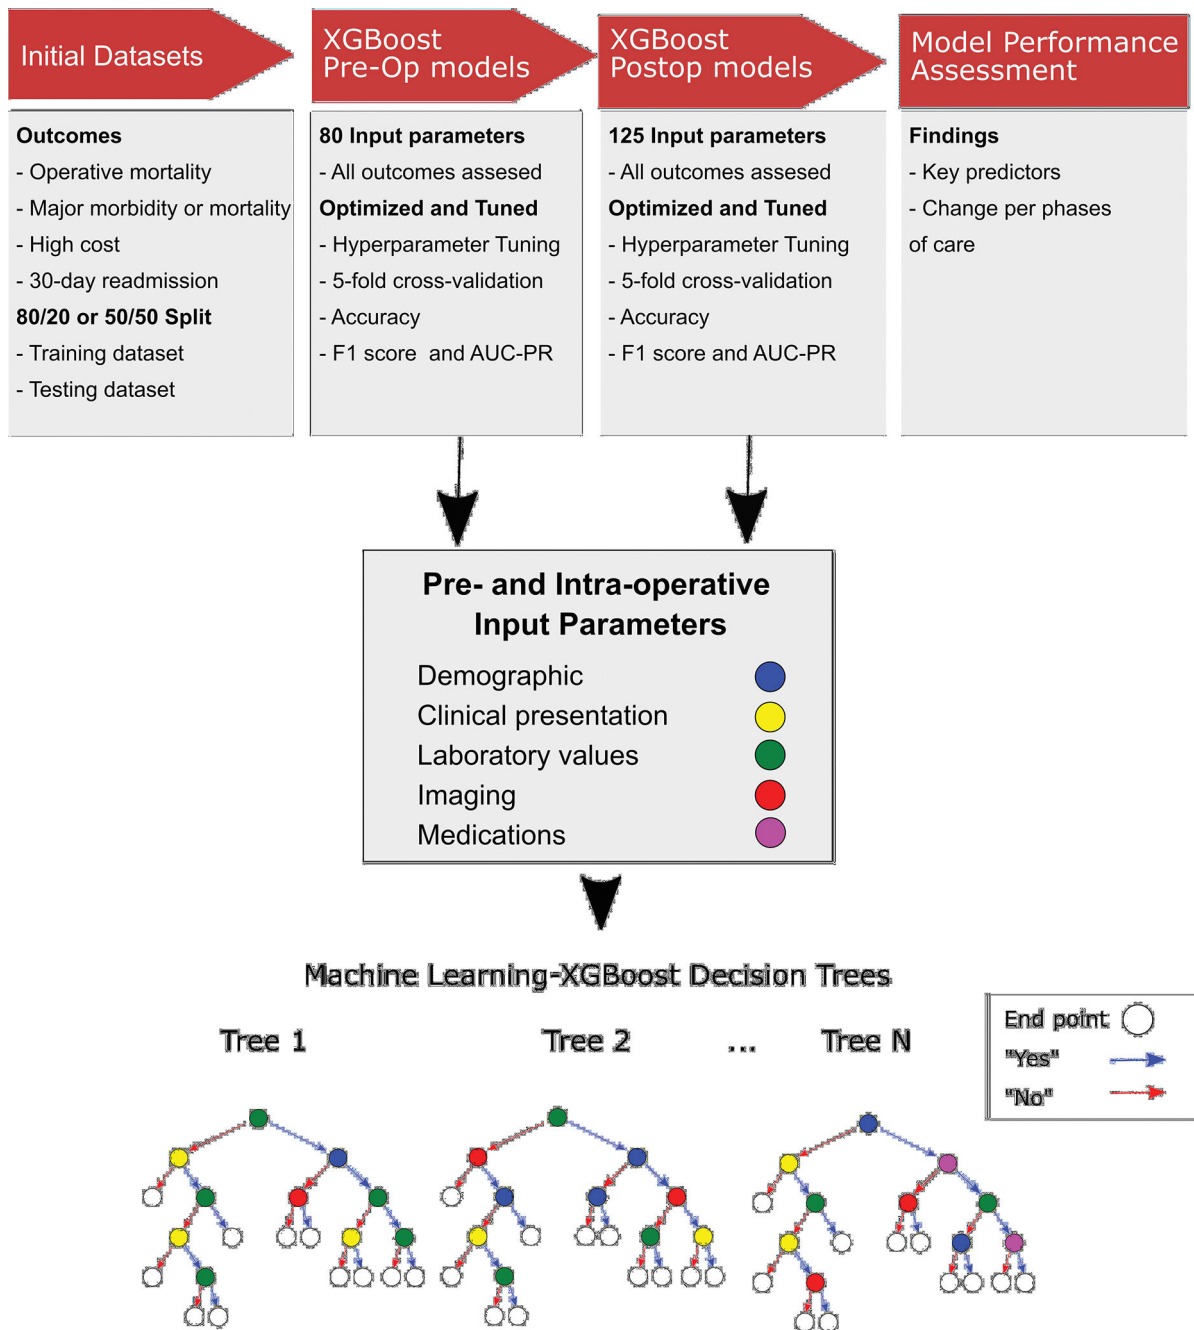 Initial Datasets
XGBoost
Pre-Op models
XGBoost
Postop models
Model Performance
Assessment
Outcomes
- Operative mortality
- Major morbidity or mortality
- High cost
- 30-day readmission
80/20 or 50/50 Split
- Training dataset
- Testing dataset
80 Input parameters
- All outcomes assesed
Optimized and Tuned
- Hyperparameter Tuning
- 5-fold cross-validation
- Accuracy
- F1 score and AUC-PR
125 Input parameters
- All outcomes assesed
Optimized and Tuned
- Hyperparameter Tuning
- 5-fold cross-validation
- Accuracy
- F1 score and AUC-PR
Findings
- Key predictors
- Change per phases
of care
Pre- and Intra-operative
Input Parameters
Demographic
Clinical presentation
Laboratory values
Imaging
Medications
Machine Learning-XGBoost Decision Trees
Tree 1
Tree 2
...
Tree N
End point
"Yes"
"No"